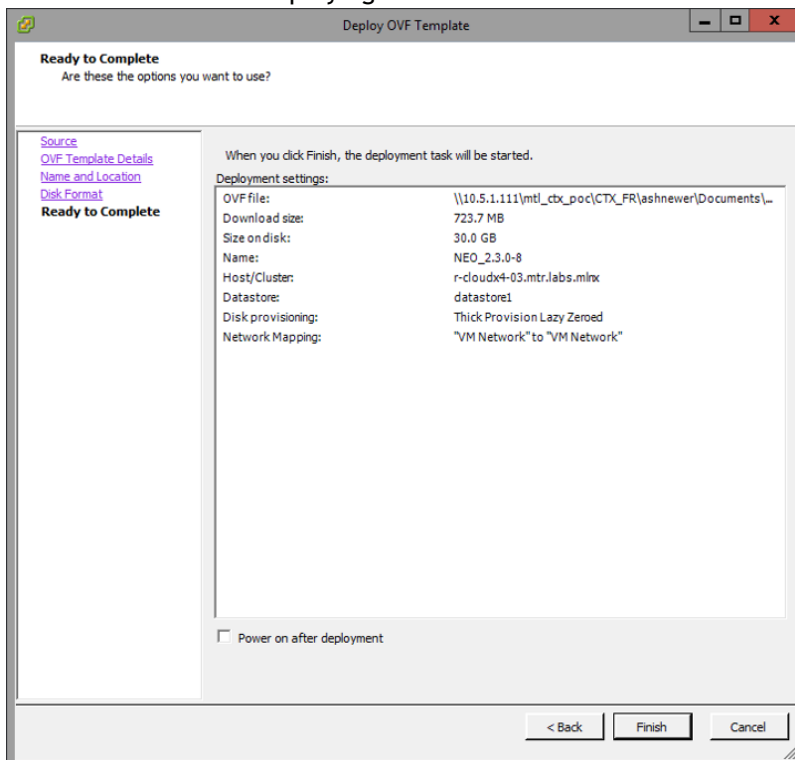 Deploy OVF Template
Ready to Complete
Are these the options you want to use?
Source
OVF Template Details
Name and Location
Disk Format
Ready to Complete
When you click Finish, the deployment task will be started.
Deployment settings:
OVF file: \\10.5.1.111\mtl_ctx_poc\CTX_FR\ashnewer\Documents\...
Download size: 723.7 MB
Size on disk: 30.0 GB
Name: NEO_2.3.0-8
Host/Cluster: r-cloudx4-03.mtr.labs.mlnx
Datastore: datastore1
Disk provisioning: Thick Provision Lazy Zeroed
Network Mapping: "VM Network" to "VM Network"
Power on after deployment
< Back Finish Cancel